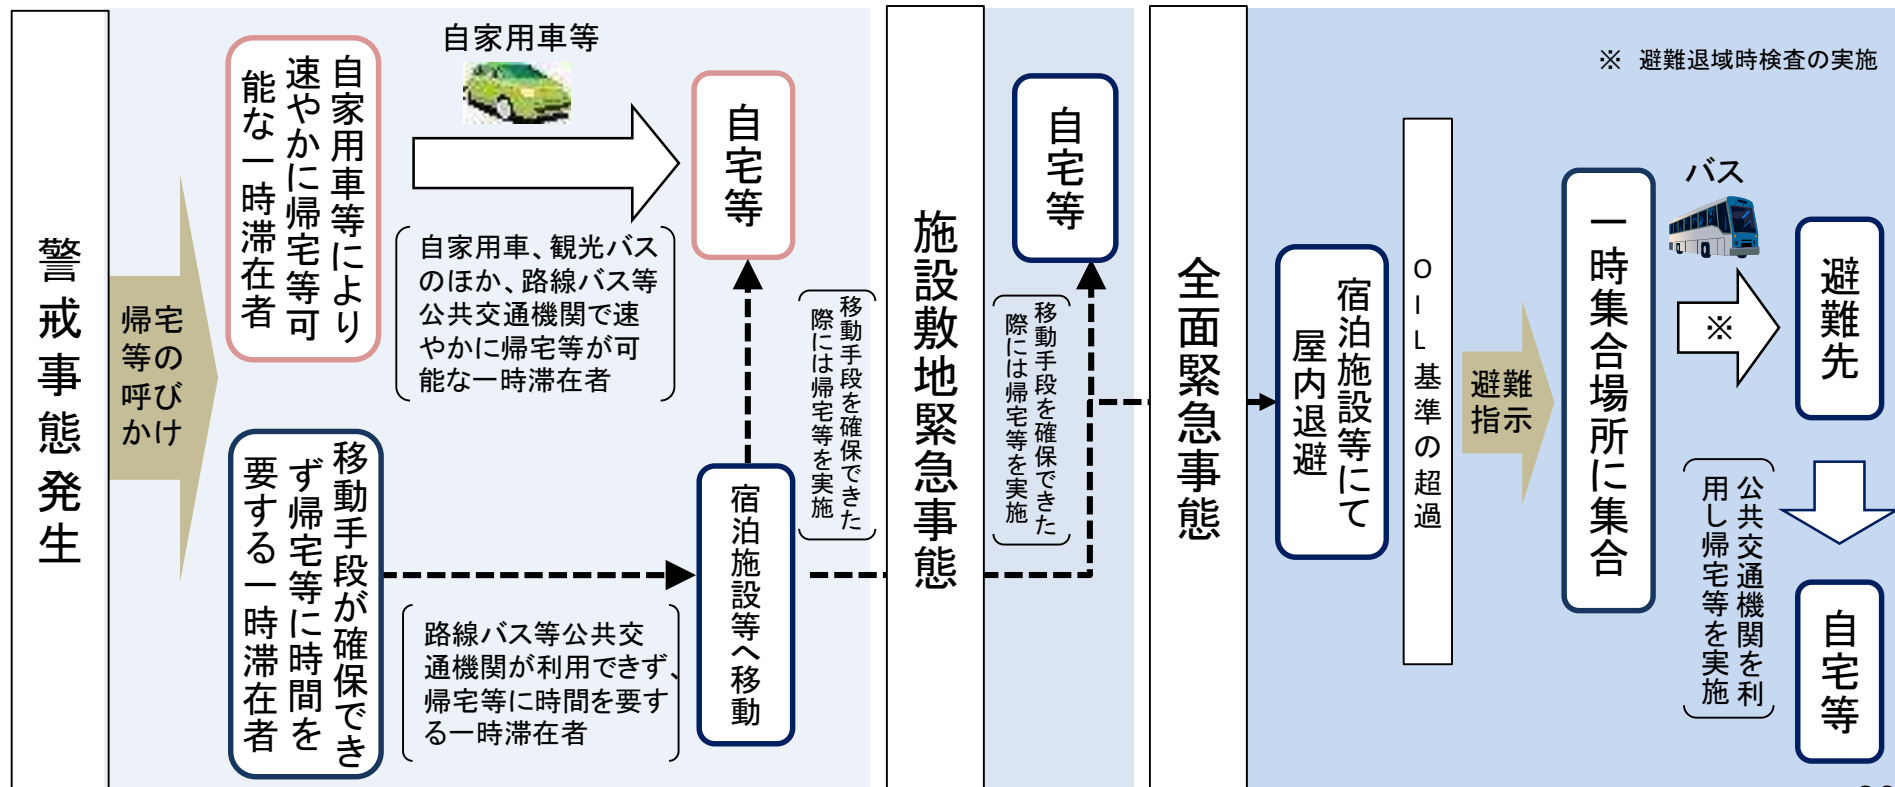 警戒事態発生
帰宅
等の
呼び
かけ
自家用車等により
速やかに帰宅等可
能な一時滞在者
自家用車等
自家用車、観光バス
のほか、路線バス等
公共交通機関で速
やかに帰宅等が可
能な一時滞在者
自宅等
移動手段が確保でき
ず帰宅等に時間を
要する一時滞在者
路線バス等公共交
通機関が利用できず、
帰宅等に時間を要す
る一時滞在者
宿泊施設等へ移動
移動手段を確保できた
際には帰宅等を実施
施設敷地緊急事態
自宅等
移動手段を確保できた
際には帰宅等を実施
全面緊急事態
※ 避難退域時検査の実施
宿泊施設等にて
屋内退避
OIL基準の超過
避難
指示
一時集合場所に集合
バス
※
避難先
公共交通機関を利
用し帰宅等を実施
自宅等